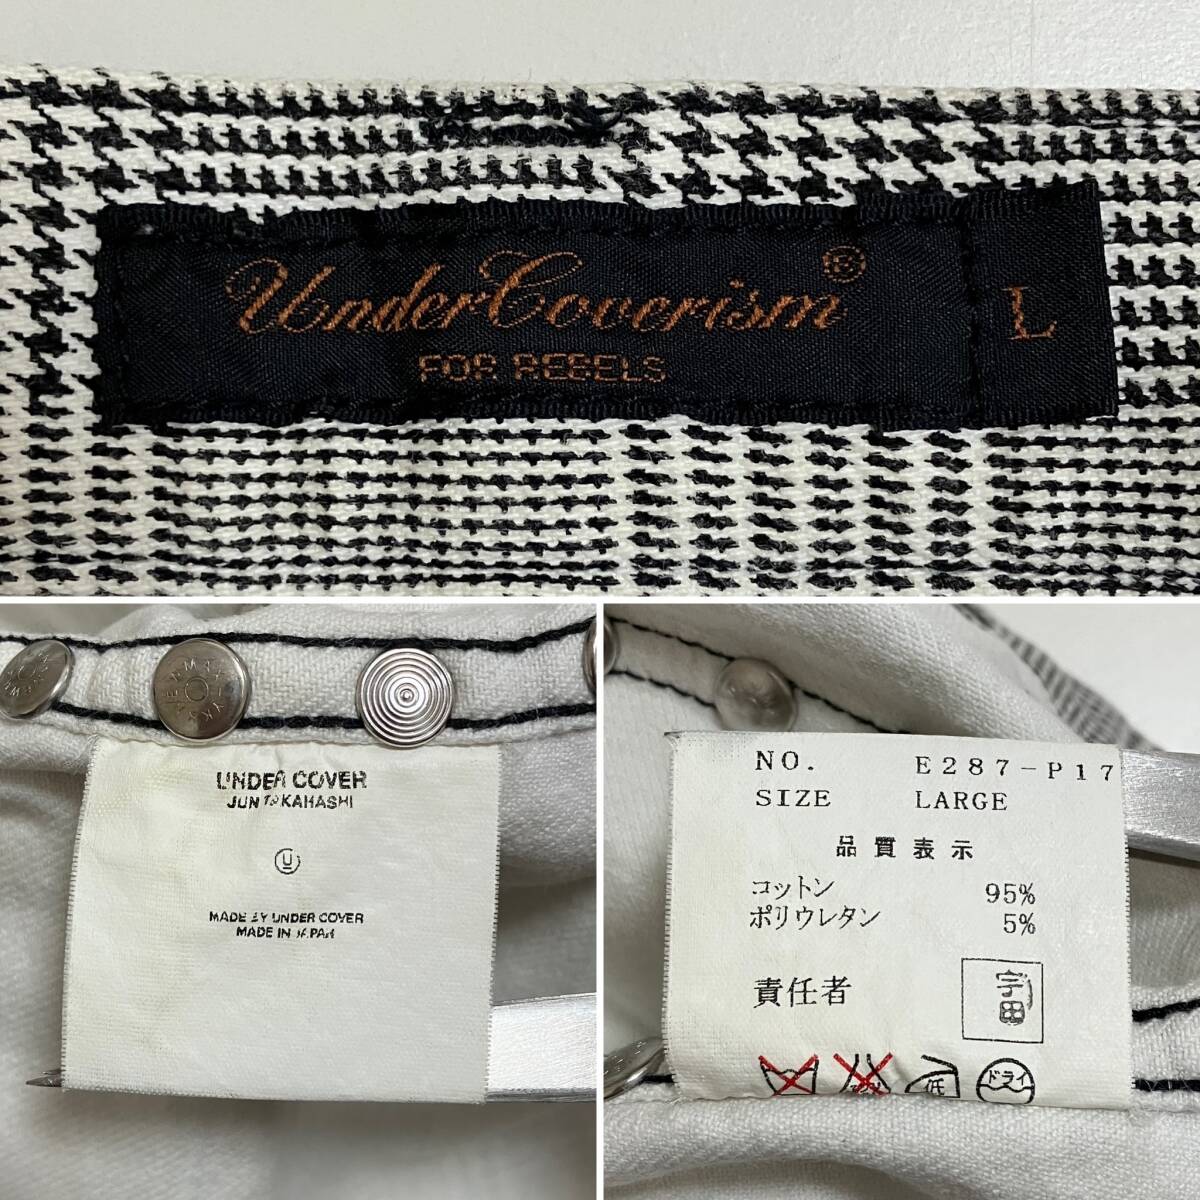 UnderCoverism®
FOR REBELS
L
UNDER COVER
JUN TAKAHASHI
U
MADE BY UNDER COVER
MADE IN JAPAN
NO. E287-P17
SIZE LARGE
品質表示
コットン 95%
ポリウレタン 5%
責任者 宇田
低
ドライ